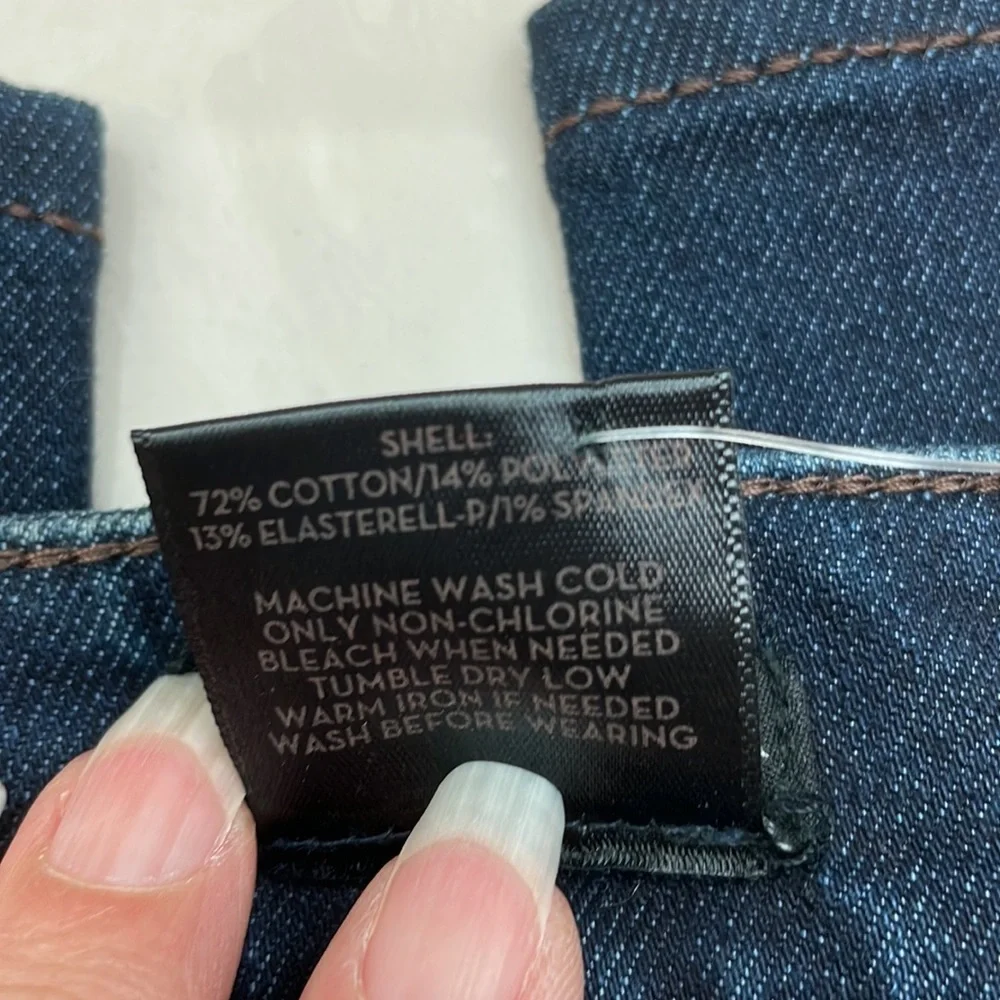 SHELL:
72% COTTON/14% POLYESTER
13% ELASTERELL-P/1% SPANDEX
MACHINE WASH COLD
ONLY NON-CHLORINE
BLEACH WHEN NEEDED
TUMBLE DRY LOW
WARM IRON IF NEEDED
WASH BEFORE WEARING